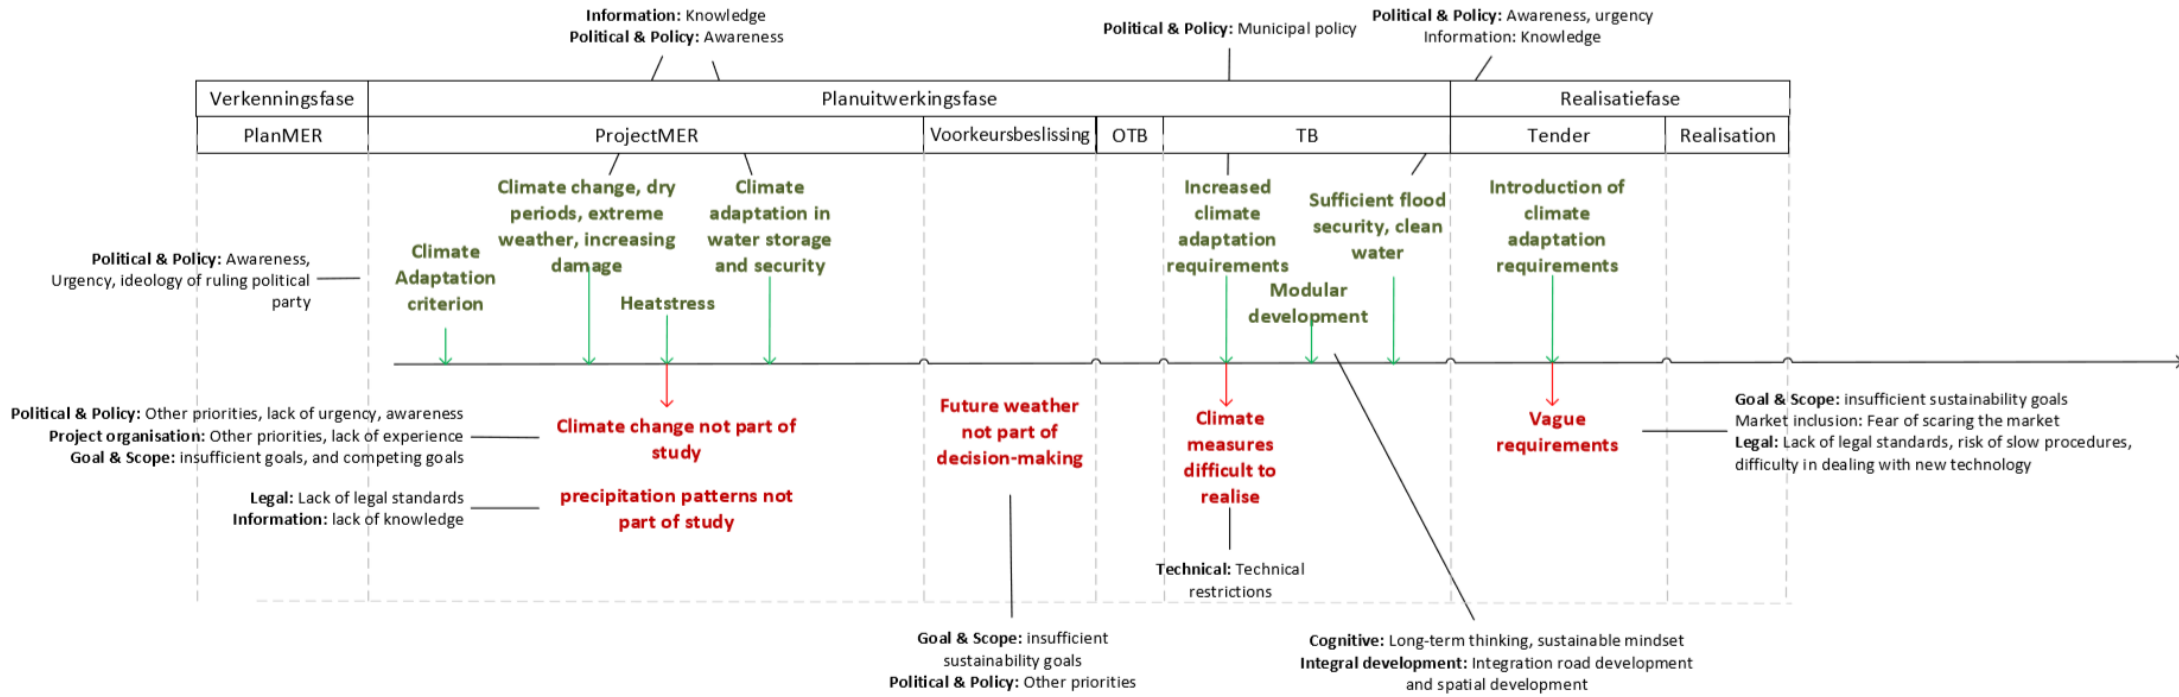 Information: Knowledge
Political & Policy: Awareness
Political & Policy: Municipal policy
Political & Policy: Awareness, urgency
Information: Knowledge
Verkenningsfase
Planuitwerkingsfase
Realisatiefase
PlanMER
ProjectMER
Voorkeursbeslissing
OTB
TB
Tender
Realisation
Political & Policy: Awareness,
Urgency, ideology of ruling political
party
Climate
Adaptation
criterion
Climate change, dry
periods, extreme
weather, increasing
damage
Heatstress
Climate
adaptation in
water storage
and security
Increased
climate
adaptation
requirements
Modular
development
Sufficient flood
security, clean
water
Introduction of
climate
adaptation
requirements
Political & Policy: Other priorities, lack of urgency, awareness
Project organisation: Other priorities, lack of experience
Goal & Scope: insufficient goals, and competing goals
Legal: Lack of legal standards
Information: lack of knowledge
Climate change not part of
study
precipitation patterns not
part of study
Future weather
not part of
decision-making
Climate
measures
difficult to
realise
Vague
requirements
Goal & Scope: insufficient sustainability goals
Market inclusion: Fear of scaring the market
Legal: Lack of legal standards, risk of slow procedures,
difficulty in dealing with new technology
Technical: Technical
restrictions
Goal & Scope: insufficient
sustainability goals
Political & Policy: Other priorities
Cognitive: Long-term thinking, sustainable mindset
Integral development: Integration road development
and spatial development